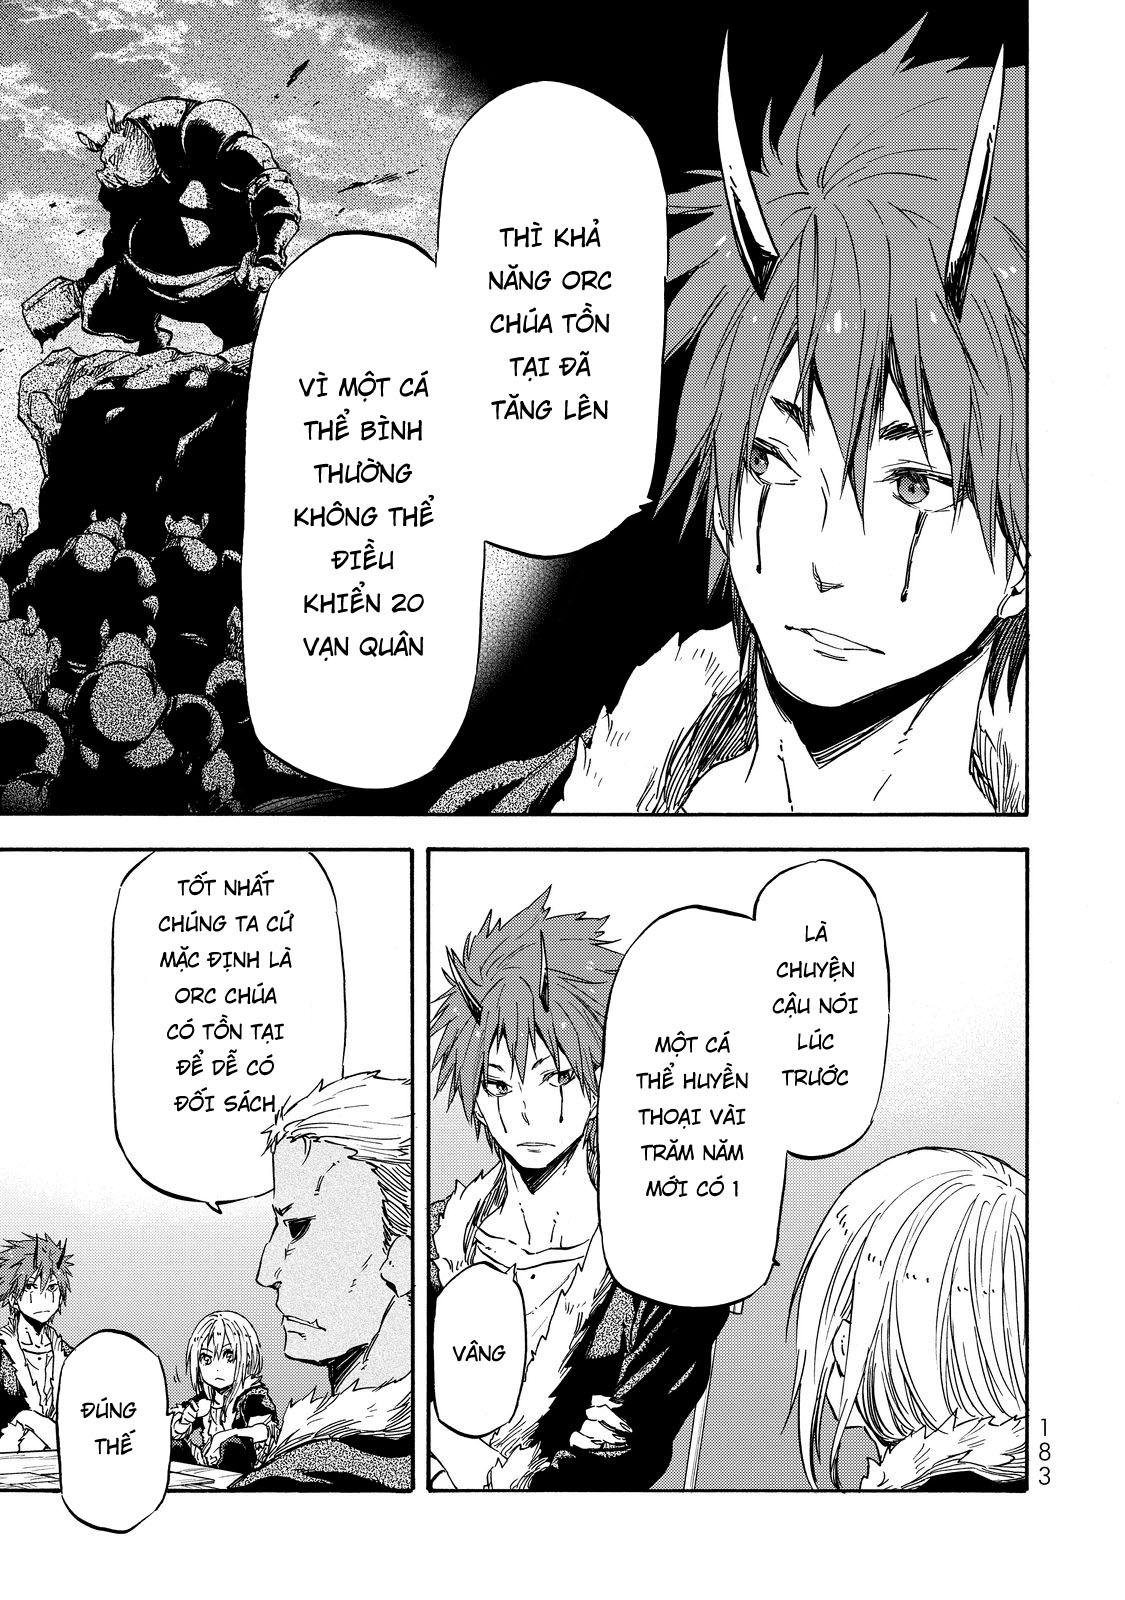 THÌ KHẢ
NĂNG ORC
CHÚA TỒN
TẠI ĐÃ
TĂNG LÊN
VÌ MỘT CÁ
THỂ BÌNH
THƯỜNG
KHÔNG THỂ
ĐIỀU
KHIỂN 20
VẠN QUÂN
LÀ
CHUYỆN
CẬU NÓI
LÚC
TRƯỚC
MỘT CÁ
THỂ HUYỀN
THOẠI VÀI
TRĂM NĂM
MỚI CÓ 1
VÂNG
TỐT NHẤT
CHÚNG TA CỨ
MẶC ĐỊNH LÀ
ORC CHÚA
CÓ TỒN TẠI
ĐỂ DỄ CÓ
ĐỐI SÁCH
ĐÚNG
THẾ
183